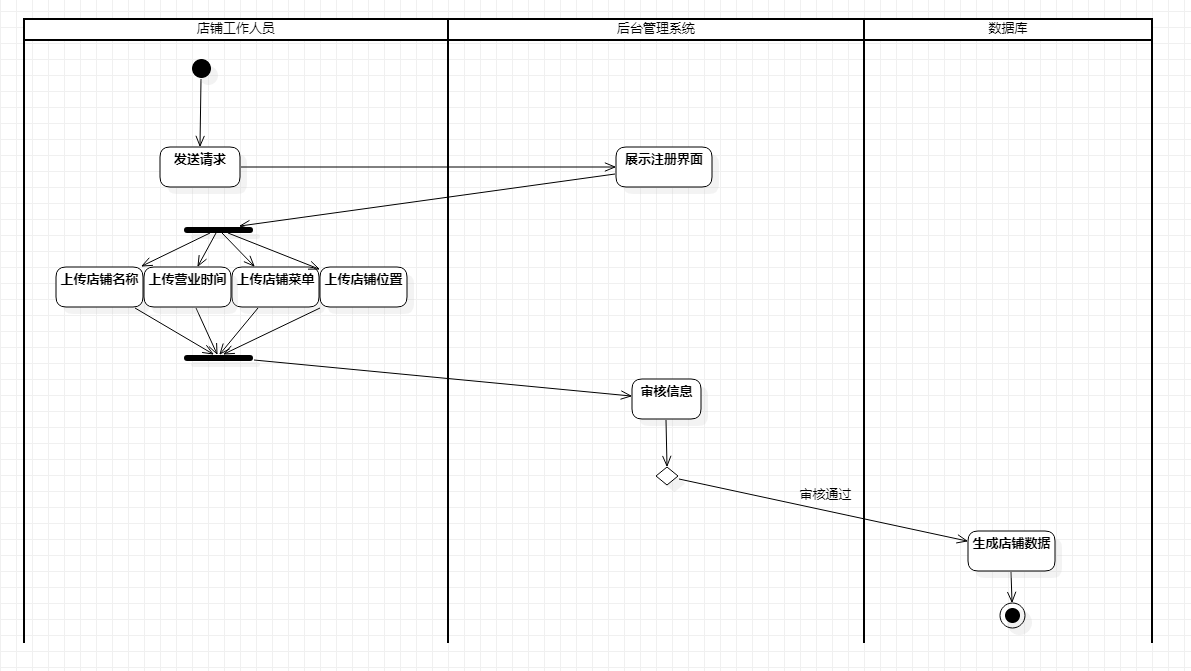 店铺工作人员
后台管理系统
数据库
发送请求
展示注册界面
上传店铺名称
上传营业时间
上传店铺菜单
上传店铺位置
审核信息
审核通过
生成店铺数据